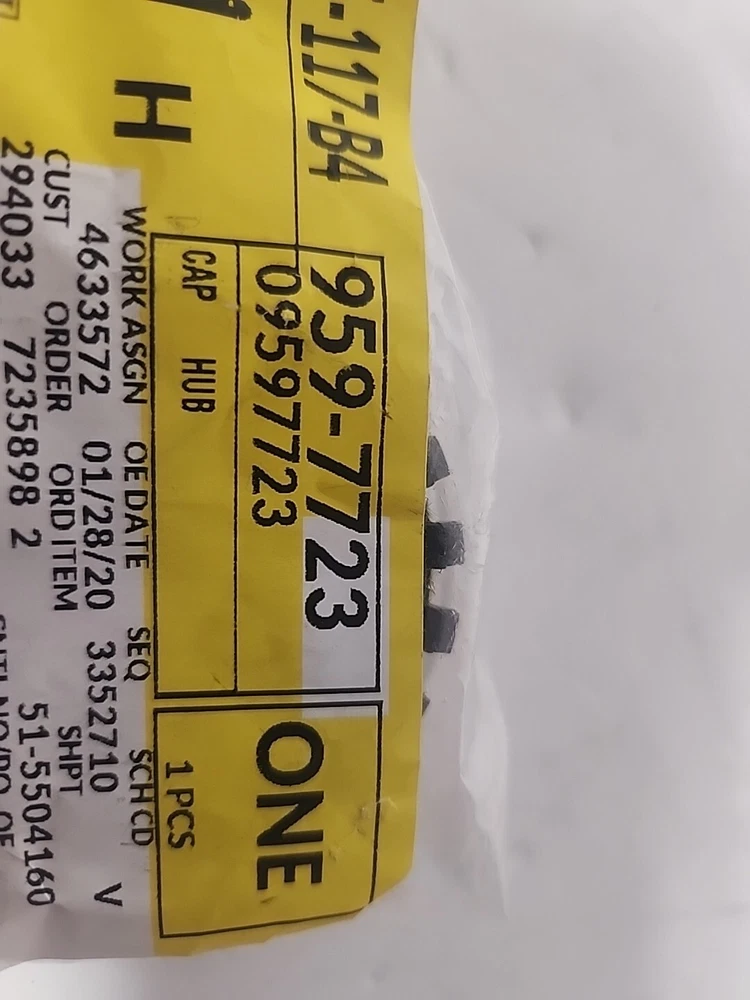 -117-B4
H
959-7723
09597723
CAP HUB
ONE
1 PCS
WORK ASGN OE DATE SEQ SCH CD
4633572 01/28/20 3352710 V
CUST ORDER ORD ITEM SHPT
294033 7235898 2 51-5504160